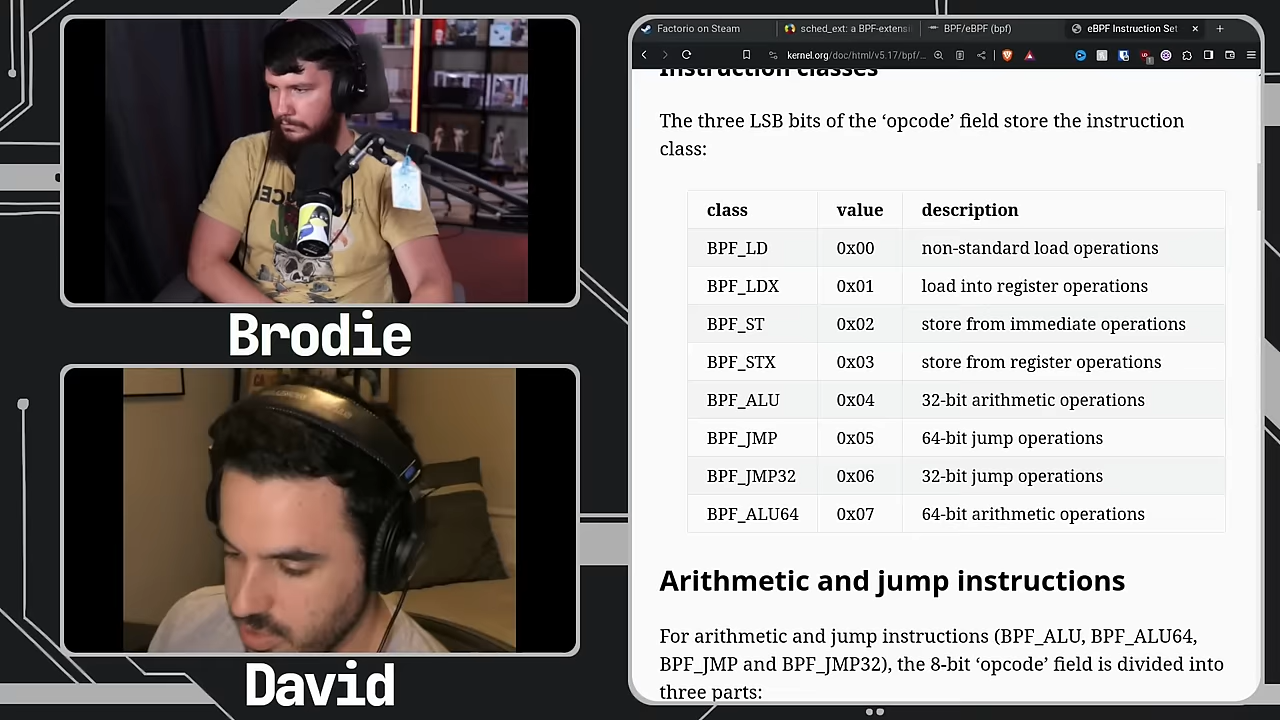 Factorio on Steam
sched_ext: a BPF-extensi
BPF/eBPF (bpf)
eBPF Instruction Set
kernel.org/doc/html/v5.17/bpf/...
Instruction classes
The three LSB bits of the ‘opcode’ field store the instruction
class:
class value description
BPF_LD 0x00 non-standard load operations
BPF_LDX 0x01 load into register operations
BPF_ST 0x02 store from immediate operations
BPF_STX 0x03 store from register operations
BPF_ALU 0x04 32-bit arithmetic operations
BPF_JMP 0x05 64-bit jump operations
BPF_JMP32 0x06 32-bit jump operations
BPF_ALU64 0x07 64-bit arithmetic operations
Arithmetic and jump instructions
For arithmetic and jump instructions (BPF_ALU, BPF_ALU64,
BPF_JMP and BPF_JMP32), the 8-bit ‘opcode’ field is divided into
three parts:
Brodie
David